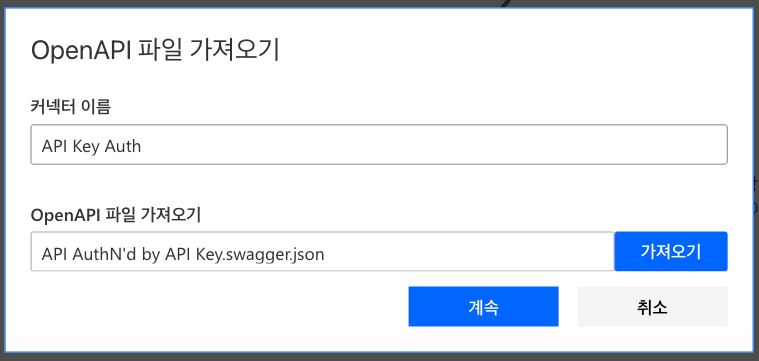 OpenAPI 파일 가져오기
커넥터 이름
API Key Auth
OpenAPI 파일 가져오기
API AuthN'd by API Key.swagger.json
가져오기
계속
취소